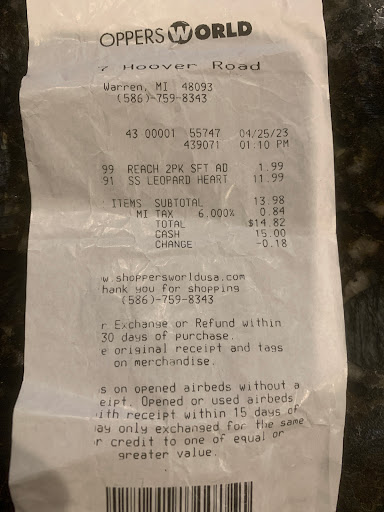 OPPERS WORLD
7 Hoover Road
Warren, MI 48093
(586)-759-8343
43 00001 55747 04/25/23
439071 01:10 PM
99 REACH 2PK SFT AD 1.99
91 SS LEOPARD HEART 11.99
ITEMS SUBTOTAL 13.98
MI TAX 6.000% 0.84
TOTAL $14.82
CASH 15.00
CHANGE -0.18
w.shoppersworldusa.com
hank you for shopping
(586)-759-8343
r Exchange or Refund within
30 days of purchase.
e original receipt and tags
on merchandise.
s on opened airbeds without a
eipt. Opened or used airbeds
ith receipt within 15 days of
ay only exchanged for the same
r credit to one of equal or
greater value.